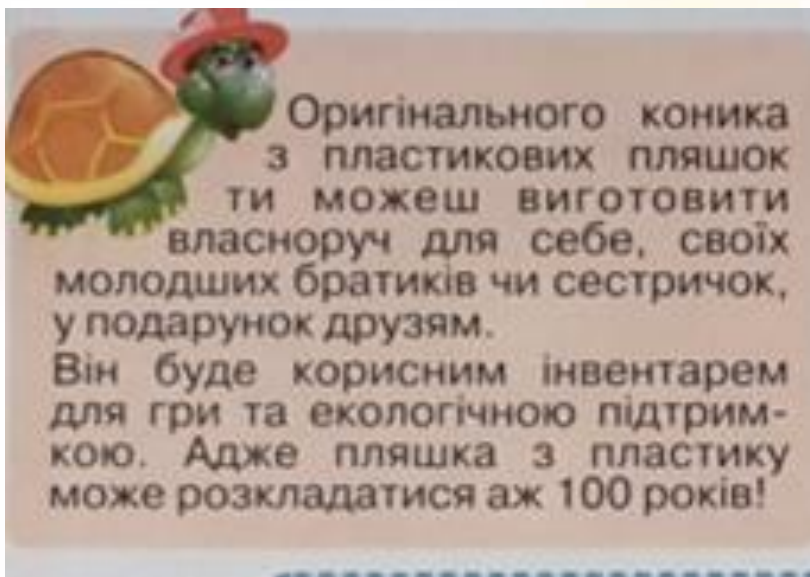 Оригінального коника
з пластикових пляшок
ти можеш виготовити
власноруч для себе, своїх
молодших братиків чи сестричок,
у подарунок друзям.
Він буде корисним інвентарем
для гри та екологічною підтрим-
кою. Адже пляшка з пластику
може розкладатися аж 100 років!